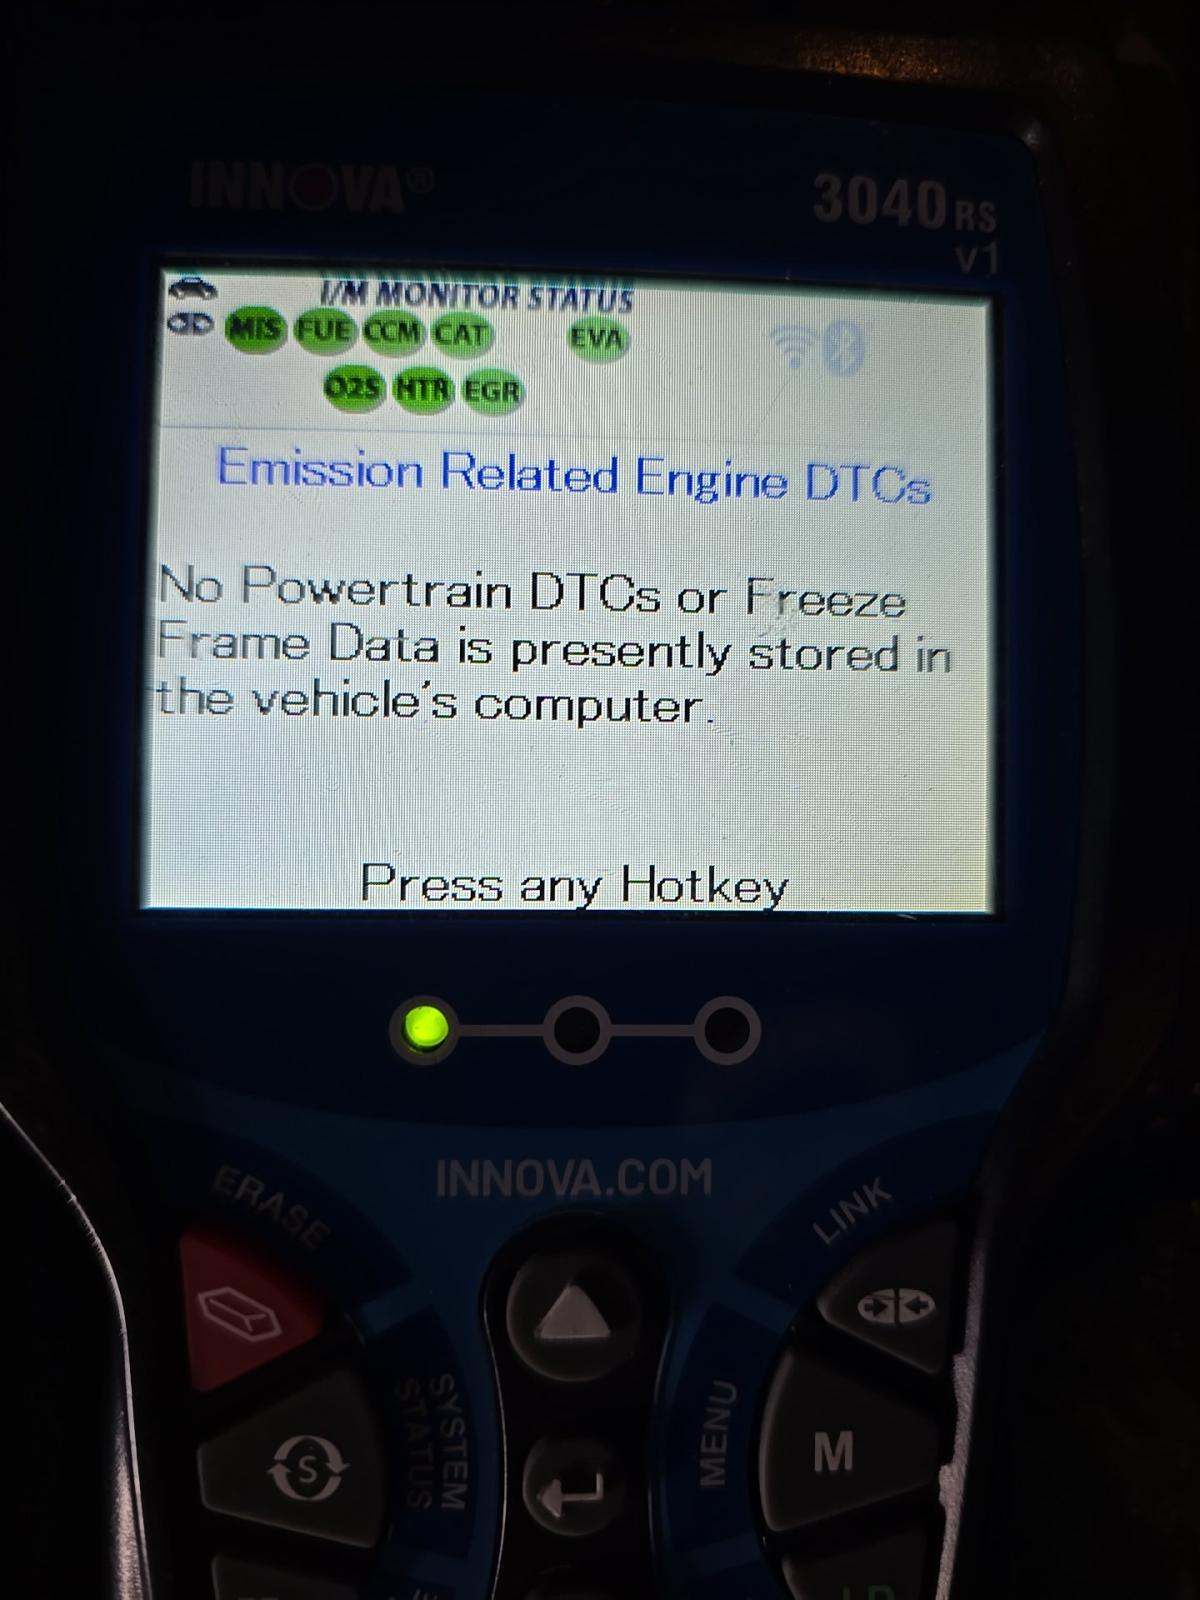 INNOVA®
3040RS
V1
I/M MONITOR STATUS
MIS FUE CCM CAT EVA
O2S HTR EGR
Emission Related Engine DTCs
No Powertrain DTCs or Freeze
Frame Data is presently stored in
the vehicle's computer.
Press any Hotkey
INNOVA.COM
ERASE
LINK
S
SYSTEM
STATUS
MENU
M